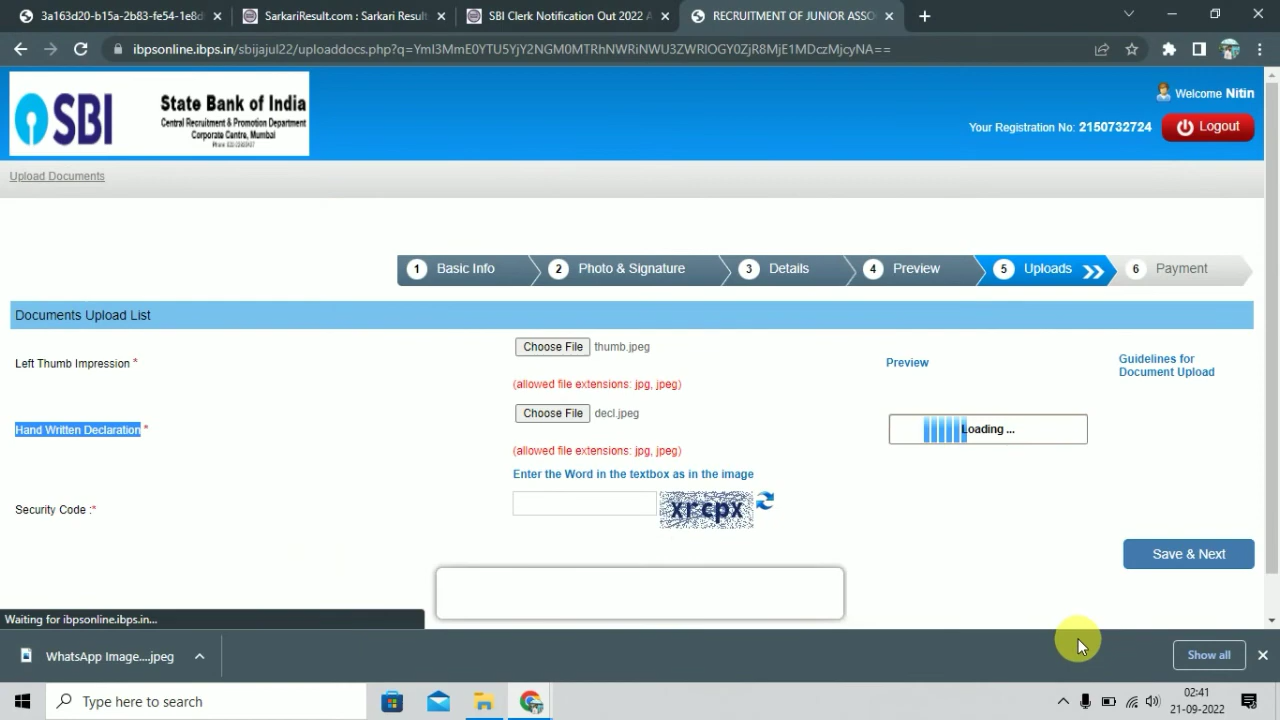 3a16d20-b15a-2b83-fe54-1e8d
SarkariResult.com : Sarkari Result
SBI Clerk Notification Out 2022 A
RECRUITMENT OF JUNIOR ASSO
ibpsonline.ibps.in/sbijajul22/uploaddocs.php?q=YmI3MmE0YTU5YjY2NGM0MTRhNWRiNWU3ZWRlOGY0ZjR8MjE1MDczMjcyNA==
SBI
State Bank of India
Central Recruitment & Promotion Department
Corporate Centre, Mumbai
Welcome Nitin
Your Registration No: 2150732724
Logout
Upload Documents
1 Basic Info
2 Photo & Signature
3 Details
4 Preview
5 Uploads
6 Payment
Documents Upload List
Left Thumb Impression *
Choose File thumb.jpeg
(allowed file extensions: jpg, jpeg)
Preview
Guidelines for
Document Upload
Hand Written Declaration *
Choose File decl.jpeg
(allowed file extensions: jpg, jpeg)
Loading ...
Enter the Word in the textbox as in the image
Security Code :*
xrcpx
Save & Next
Waiting for ibpsonline.ibps.in...
WhatsApp Image....jpeg
Show all
Type here to search
02:41
21-09-2022